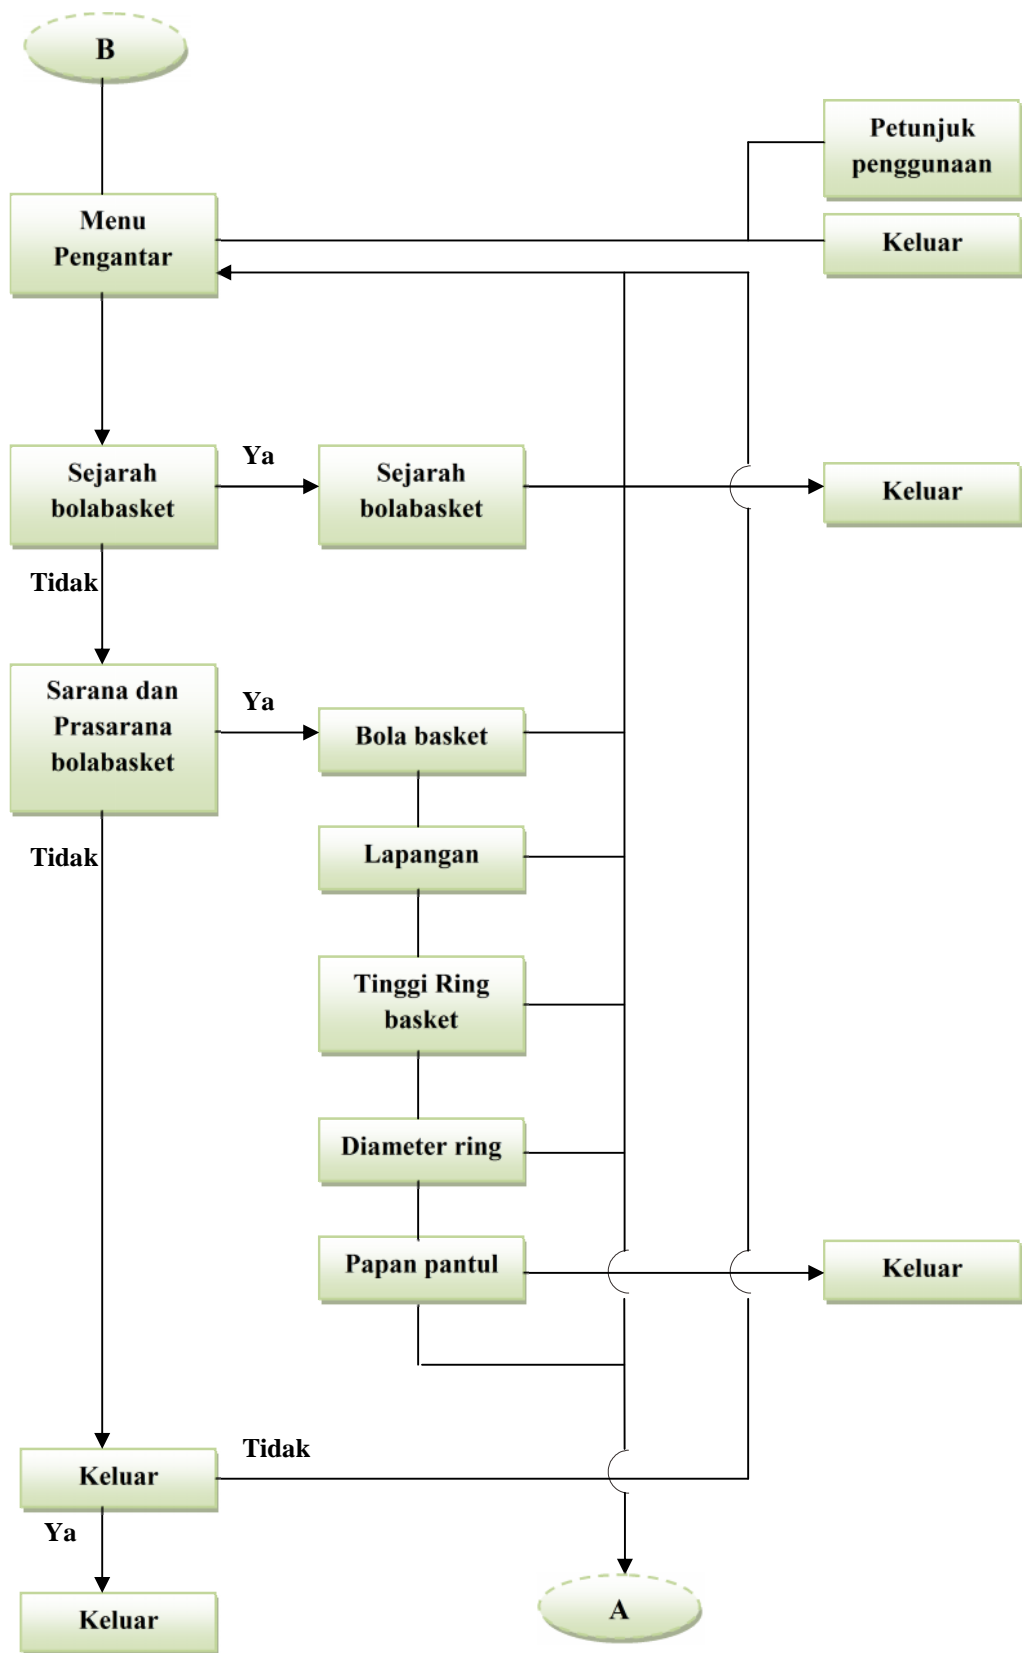 B
Petunjuk
penggunaan
Menu
Pengantar
Keluar
Sejarah
bolabasket
Ya
Sejarah
bolabasket
Keluar
Tidak
Sarana dan
Prasarana
bolabasket
Ya
Bola basket
Tidak
Lapangan
Tinggi Ring
basket
Diameter ring
Papan pantul
Keluar
Keluar
Tidak
Ya
Keluar
A